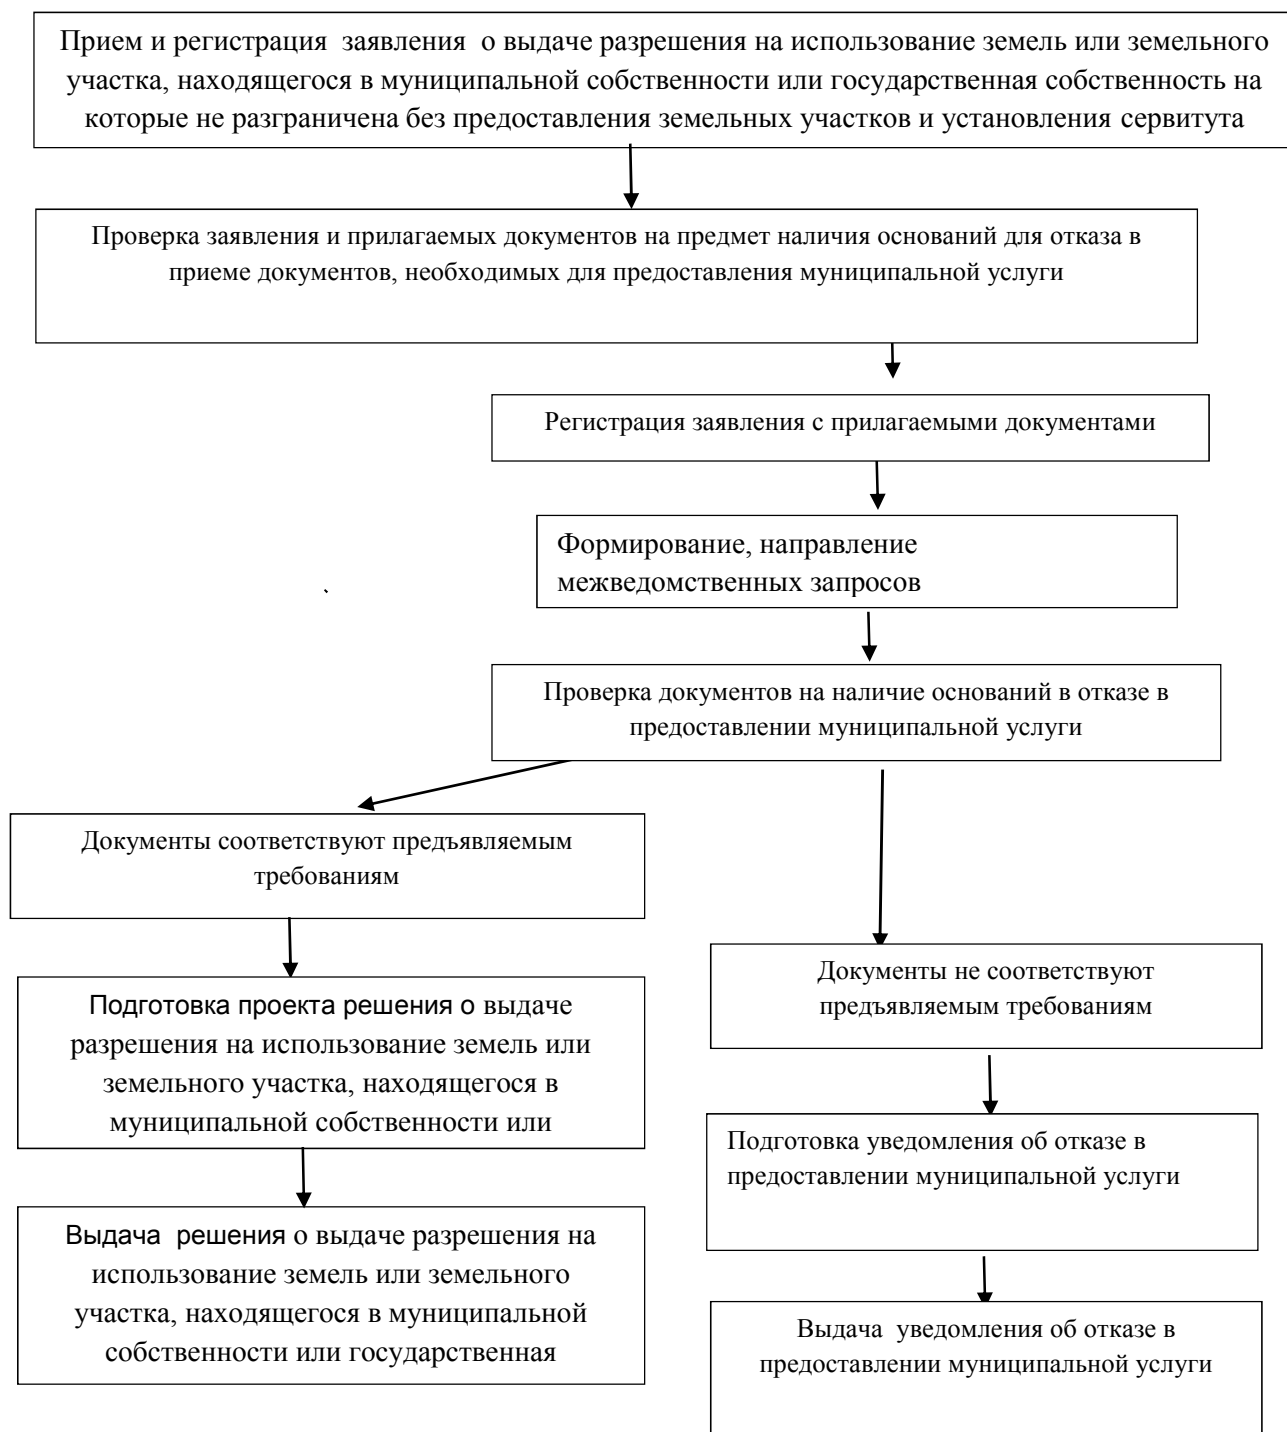 Прием и регистрация заявления о выдаче разрешения на использование земель или земельного
участка, находящегося в муниципальной собственности или государственная собственность на
которые не разграничена без предоставления земельных участков и установления сервитута
Проверка заявления и прилагаемых документов на предмет наличия оснований для отказа в
приеме документов, необходимых для предоставления муниципальной услуги
Регистрация заявления с прилагаемыми документами
Формирование, направление
межведомственных запросов
Проверка документов на наличие оснований в отказе в
предоставлении муниципальной услуги
Документы соответствуют предъявляемым
требованиям
Подготовка проекта решения о выдаче
разрешения на использование земель или
земельного участка, находящегося в
муниципальной собственности или
Выдача решения о выдаче разрешения на
использование земель или земельного
участка, находящегося в муниципальной
собственности или государственная
Документы не соответствуют
предъявляемым требованиям
Подготовка уведомления об отказе в
предоставлении муниципальной услуги
Выдача уведомления об отказе в
предоставлении муниципальной услуги